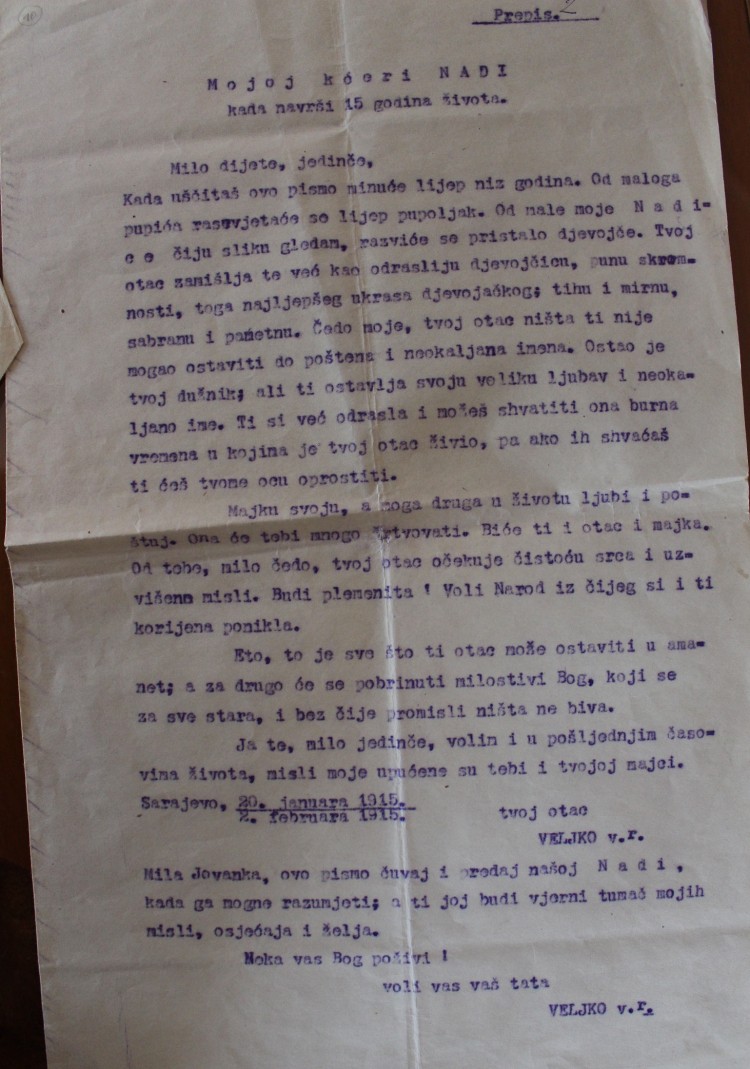 Prepis. 2
Mojoj kćeri NADI
kada navrši 15 godina života.
Milo dijete, jedinče,
Kada uščitaš ovo pismo minuće lijep niz godina. Od maloga
pupića rasvjetaće se lijep pupoljak. Od male moje N a d i-
c e čiju sliku gledam, razviće se pristalo djevojče. Tvoj
otac zamišlja te već kao odrasliju djevojčicu, punu skrom-
nosti, toga najljepšeg ukrasa djevojačkog; tihu i mirnu,
sabranu i pametnu. Čedo moje, tvoj otac ništa ti nije
mogao ostaviti do poštena i neokaljana imena. Ostao je
tvoj dužnik; ali ti ostavlja svoju veliku ljubav i neoka-
ljano ime. Ti si već odrasla i možeš shvatiti ona burna
vremena u kojima je tvoj otac živio, pa ako ih shvaćaš
ti ćeš tvome ocu oprostiti.
Majku svoju, a moga druga u životu ljubi i po-
štuj. Ona će tebi mnogo žrtvovati. Biće ti i otac i majka.
Od tebe, milo čedo, tvoj otac očekuje čistoću srca i uz-
višene misli. Budi plemenita ! Voli Narod iz čijeg si i ti
korijena ponikla.
Eto, to je sve što ti otac može ostaviti u ama-
net; a za drugo će se pobrinuti milostivi Bog, koji se
za sve stara, i bez čije promisli ništa ne biva.
Ja te, milo jedinče, volim i u pošljednjim časo-
vima života, misli moje upućene su tebi i tvojoj majci.
Sarajevo, 20. januara 1915.
2. februara 1915.
tvoj otac
VELJKO v.r.
Mila Jovanka, ovo pismo čuvaj i predaj našoj N a d i,
kada ga mogne razumjeti; a ti joj budi vjerni tumač mojih
misli, osjećaja i želja.
Neka vas Bog poživi !
voli vas vaš tata
VELJKO v.r.